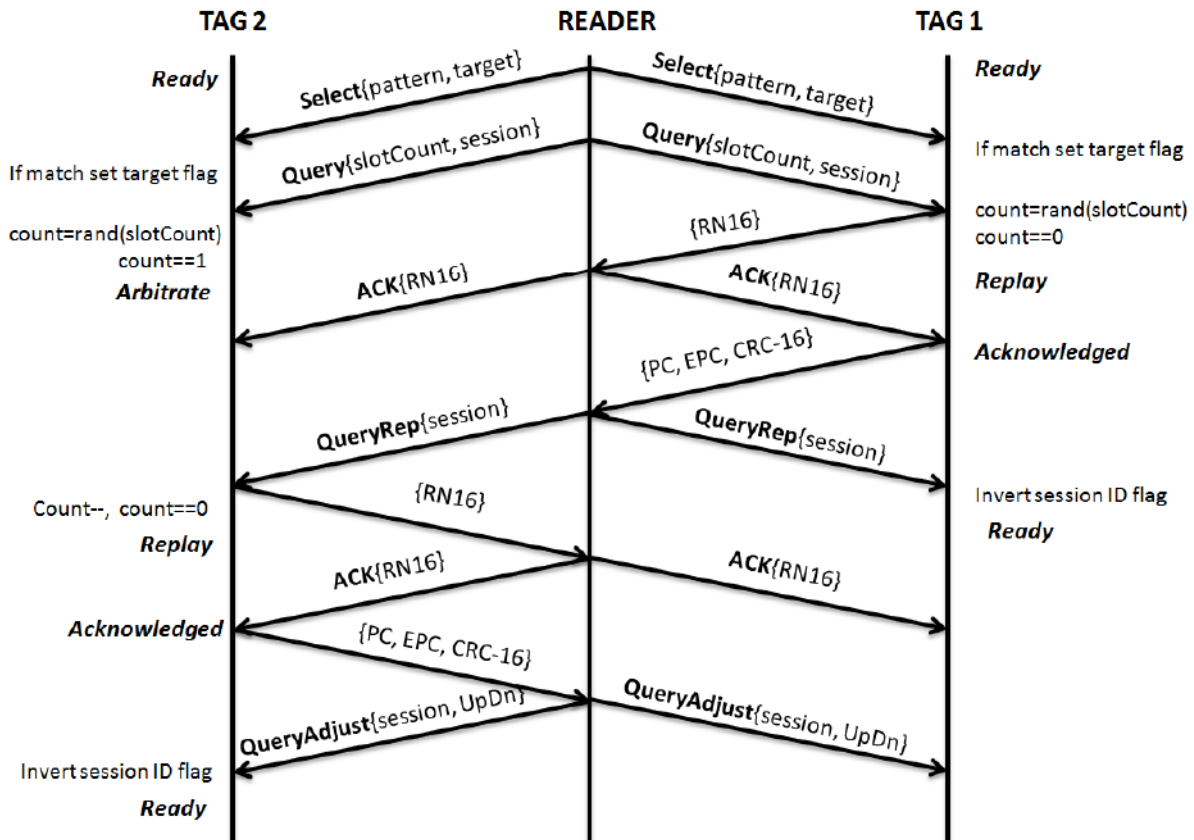 TAG 2 READER TAG 1
Ready
Select{pattern, target}
Select{pattern, target}
Ready
If match set target flag
Query{slotCount, session}
Query{slotCount, session}
If match set target flag
count=rand(slotCount)
count==1
Arbitrate
{RN16}
count=rand(slotCount)
count==0
ACK{RN16}
ACK{RN16}
Replay
{PC, EPC, CRC-16}
Acknowledged
QueryRep{session}
QueryRep{session}
Count--, count==0
Replay
{RN16}
Invert session ID flag
Ready
ACK{RN16}
ACK{RN16}
Acknowledged
{PC, EPC, CRC-16}
QueryAdjust{session, UpDn}
QueryAdjust{session, UpDn}
Invert session ID flag
Ready